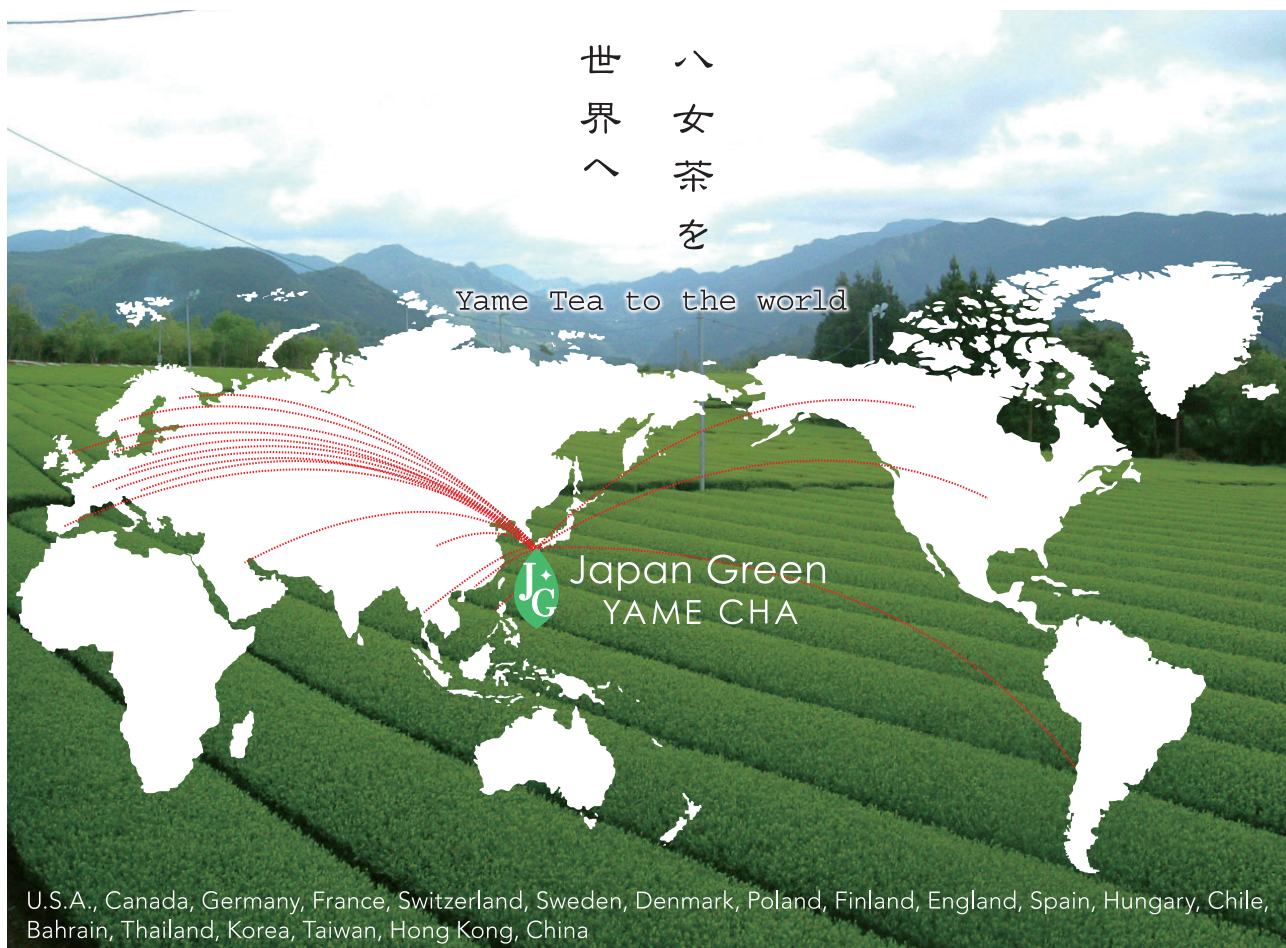 八女茶を
世界へ
Yame Tea to the world
JG
Japan Green
YAME CHA
U.S.A., Canada, Germany, France, Switzerland, Sweden, Denmark, Poland, Finland, England, Spain, Hungary, Chile,
Bahrain, Thailand, Korea, Taiwan, Hong Kong, China